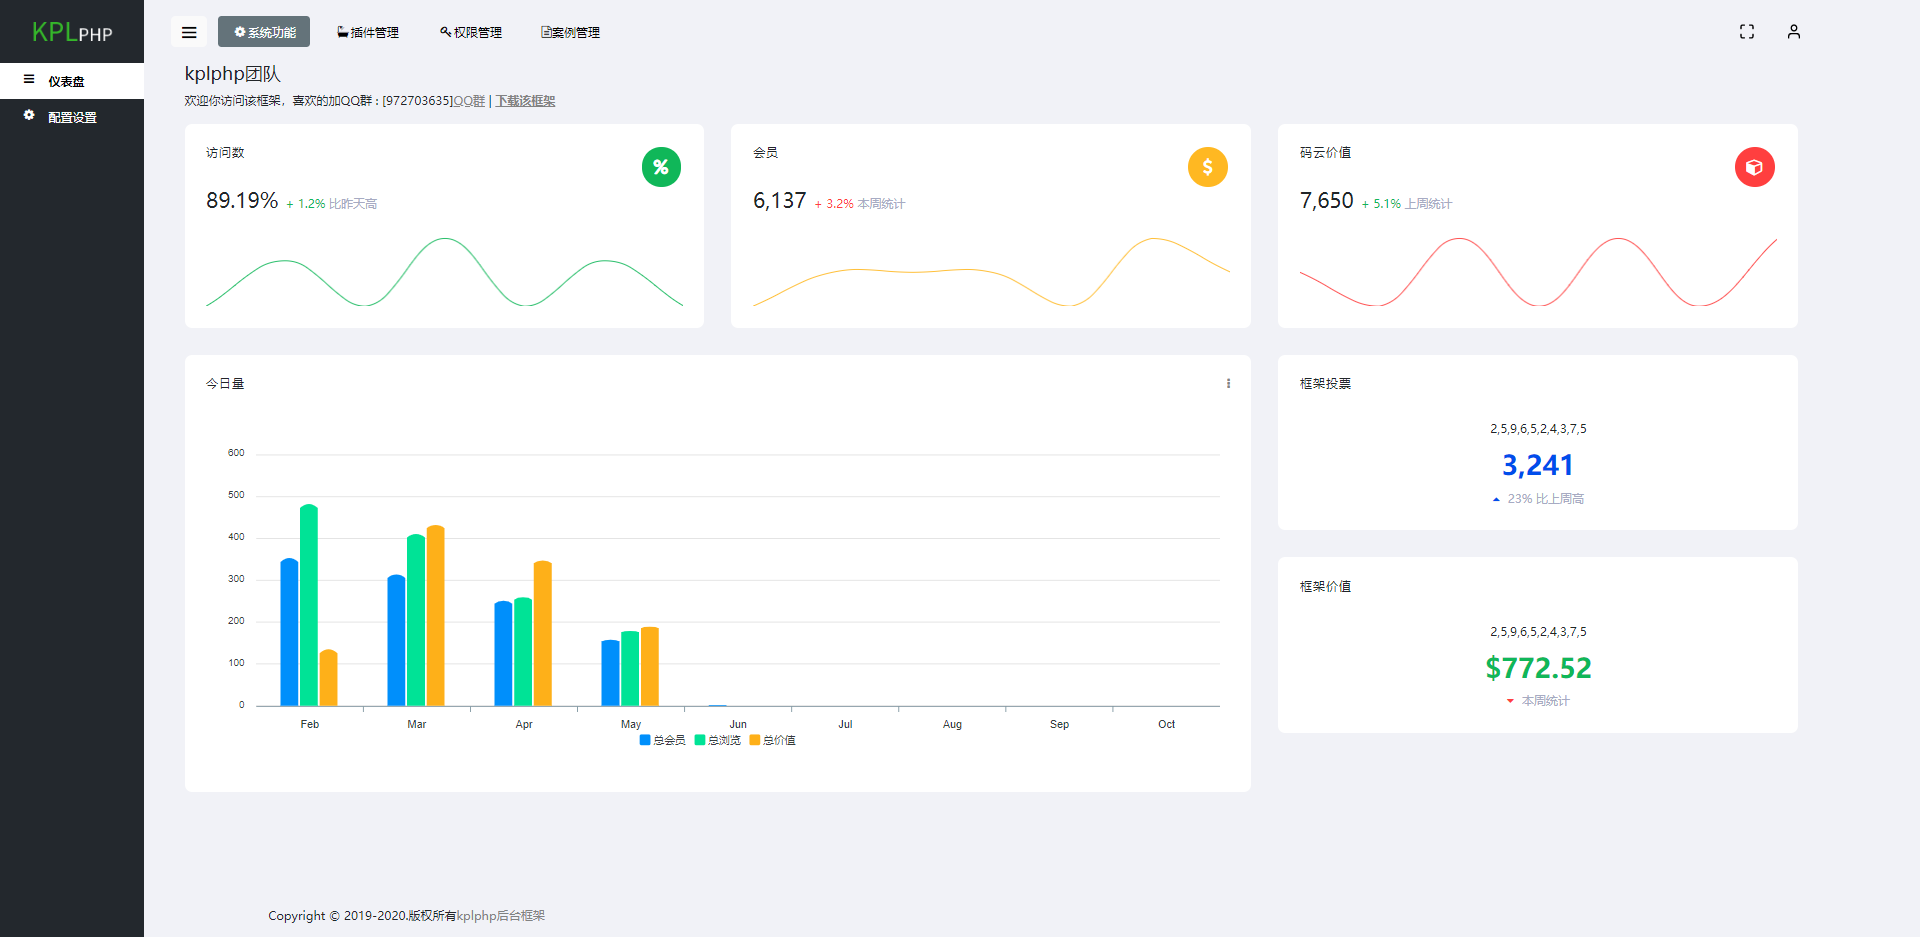 KPLPHP
仪表盘
配置设置
系统功能 插件管理 权限管理 案例管理
kplphp团队
欢迎你访问该框架，喜欢的加QQ群 : [972703635]QQ群 | 下载该框架
访问数
89.19% + 1.2% 比昨天高
会员
6,137 + 3.2% 本周统计
码云价值
7,650 + 5.1% 上周统计
今日量
600
500
400
300
200
100
0
Feb Mar Apr May Jun Jul Aug Sep Oct
总会员 总浏览 总价值
框架投票
2,5,9,6,5,2,4,3,7,5
3,241
23% 比上周高
框架价值
2,5,9,6,5,2,4,3,7,5
$772.52
本周统计
Copyright © 2019-2020.版权所有kplphp后台框架